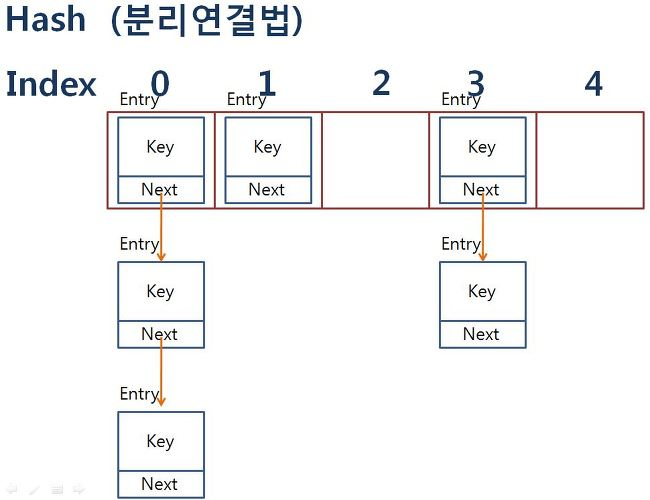 Hash (분리연결법)
Index 0 1 2 3 4
Entry Entry Entry
Key Key Key
Next Next Next
Entry Entry
Key Key
Next Next
Entry
Key
Next